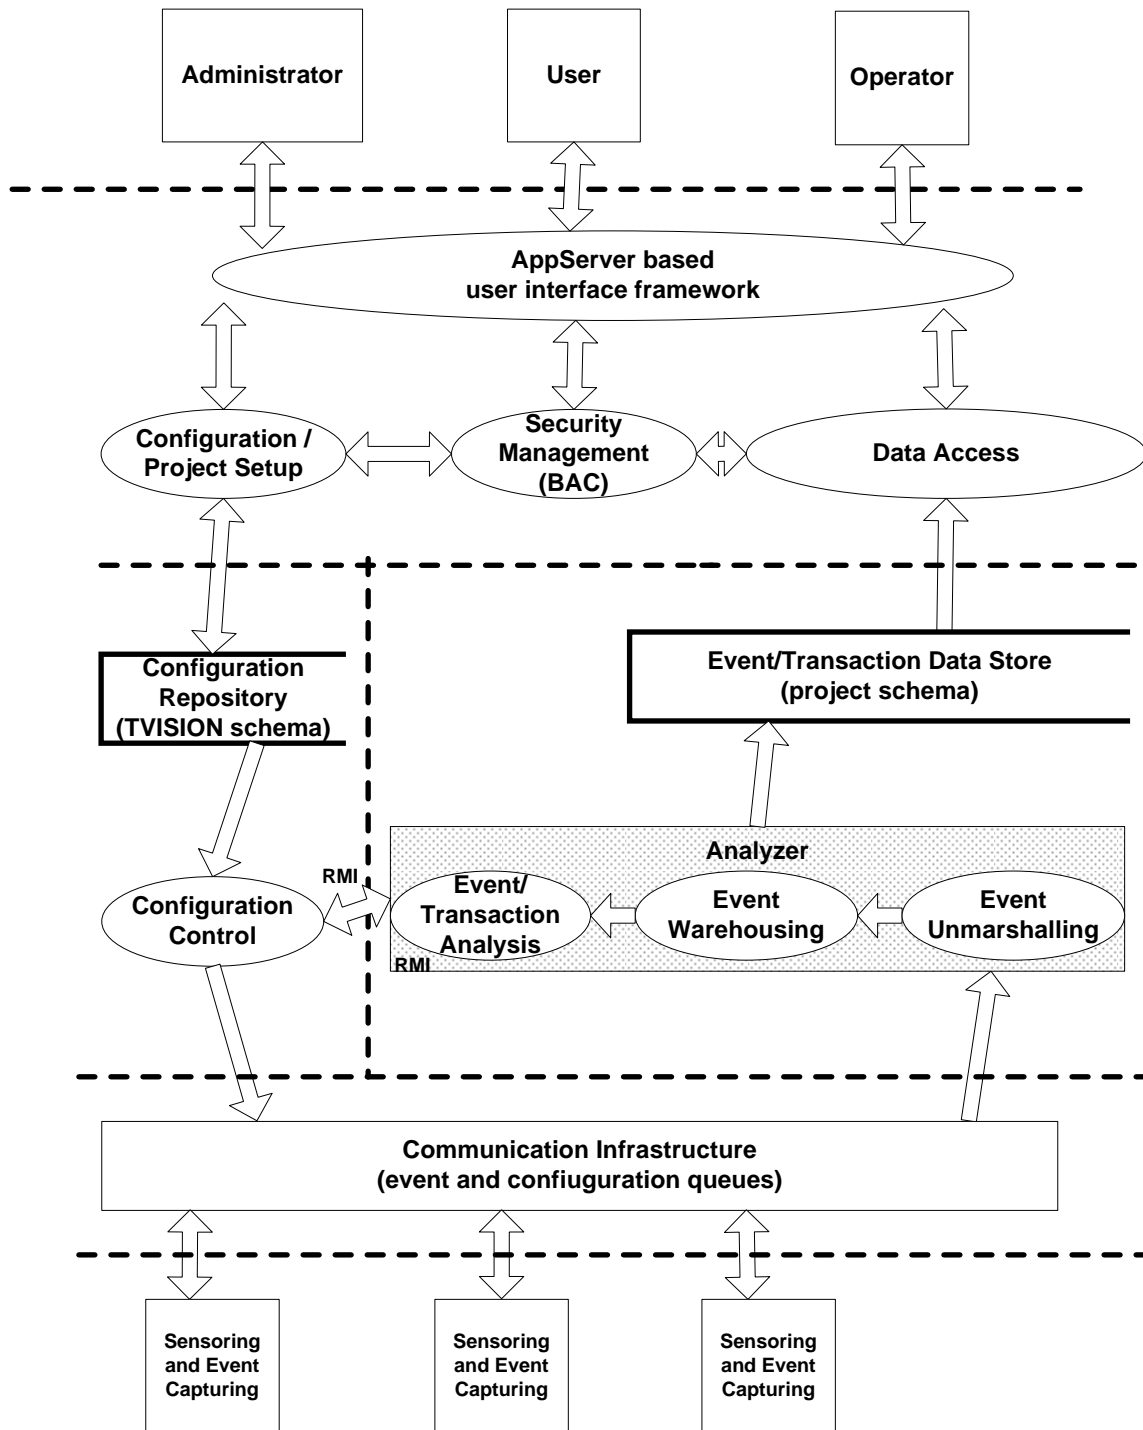 Administrator
User
Operator
AppServer based
user interface framework
Configuration /
Project Setup
Security
Management
(BAC)
Data Access
Configuration
Repository
(TVISION schema)
Event/Transaction Data Store
(project schema)
Analyzer
RMI
Configuration
Control
Event/
Transaction
Analysis
Event
Warehousing
Event
Unmarshalling
RMI
Communication Infrastructure
(event and confiuguration queues)
Sensoring
and Event
Capturing
Sensoring
and Event
Capturing
Sensoring
and Event
Capturing